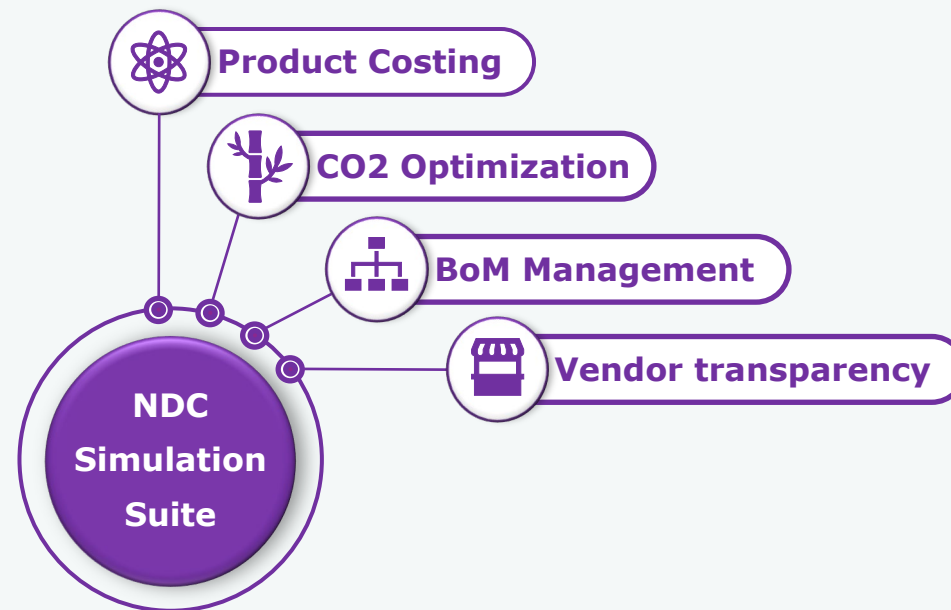 Product Costing
CO2 Optimization
BoM Management
Vendor transparency
NDC
Simulation
Suite